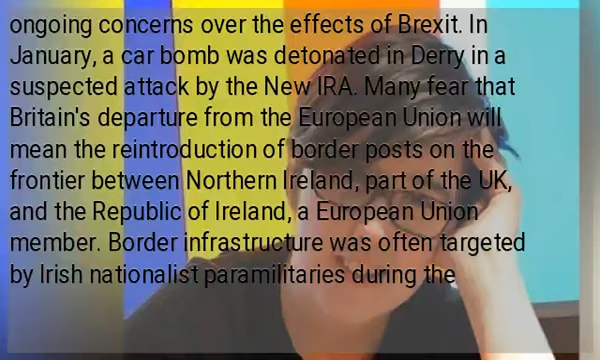 ongoing concerns over the effects of Brexit. In
January, a car bomb was detonated in Derry in a
suspected attack by the New IRA. Many fear that
Britain's departure from the European Union will
mean the reintroduction of border posts on the
frontier between Northern Ireland, part of the UK,
and the Republic of Ireland, a European Union
member. Border infrastructure was often targeted
by Irish nationalist paramilitaries during the